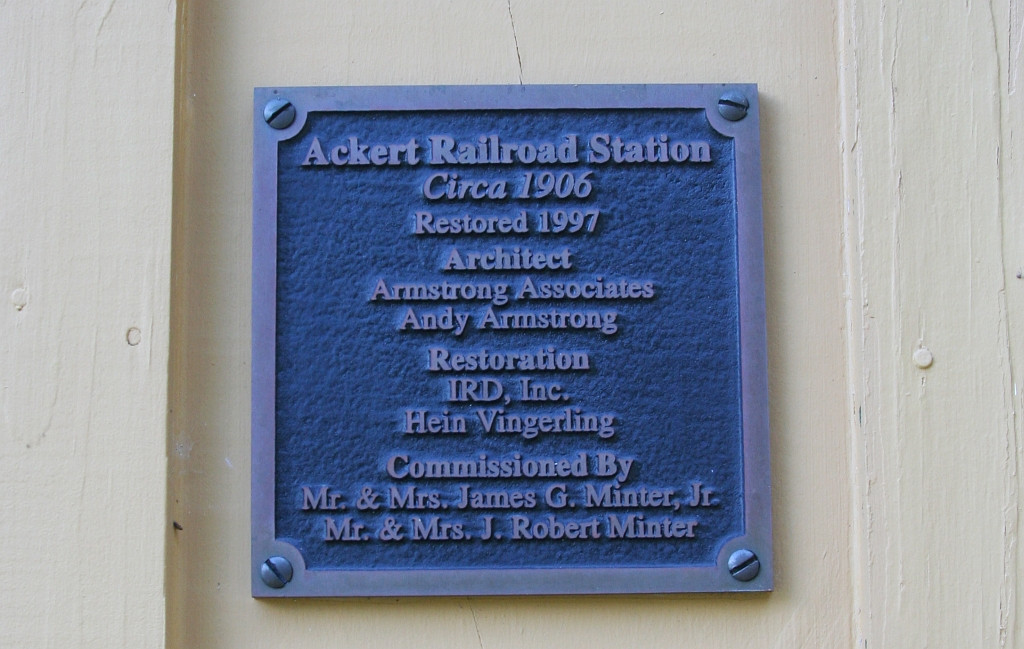 Ackert Railroad Station
Circa 1906
Restored 1997
Architect
Armstrong Associates
Andy Armstrong
Restoration
IRD, Inc.
Hein Vingerling
Commissioned By
Mr. & Mrs. James G. Minter, Jr.
Mr. & Mrs. J. Robert Minter